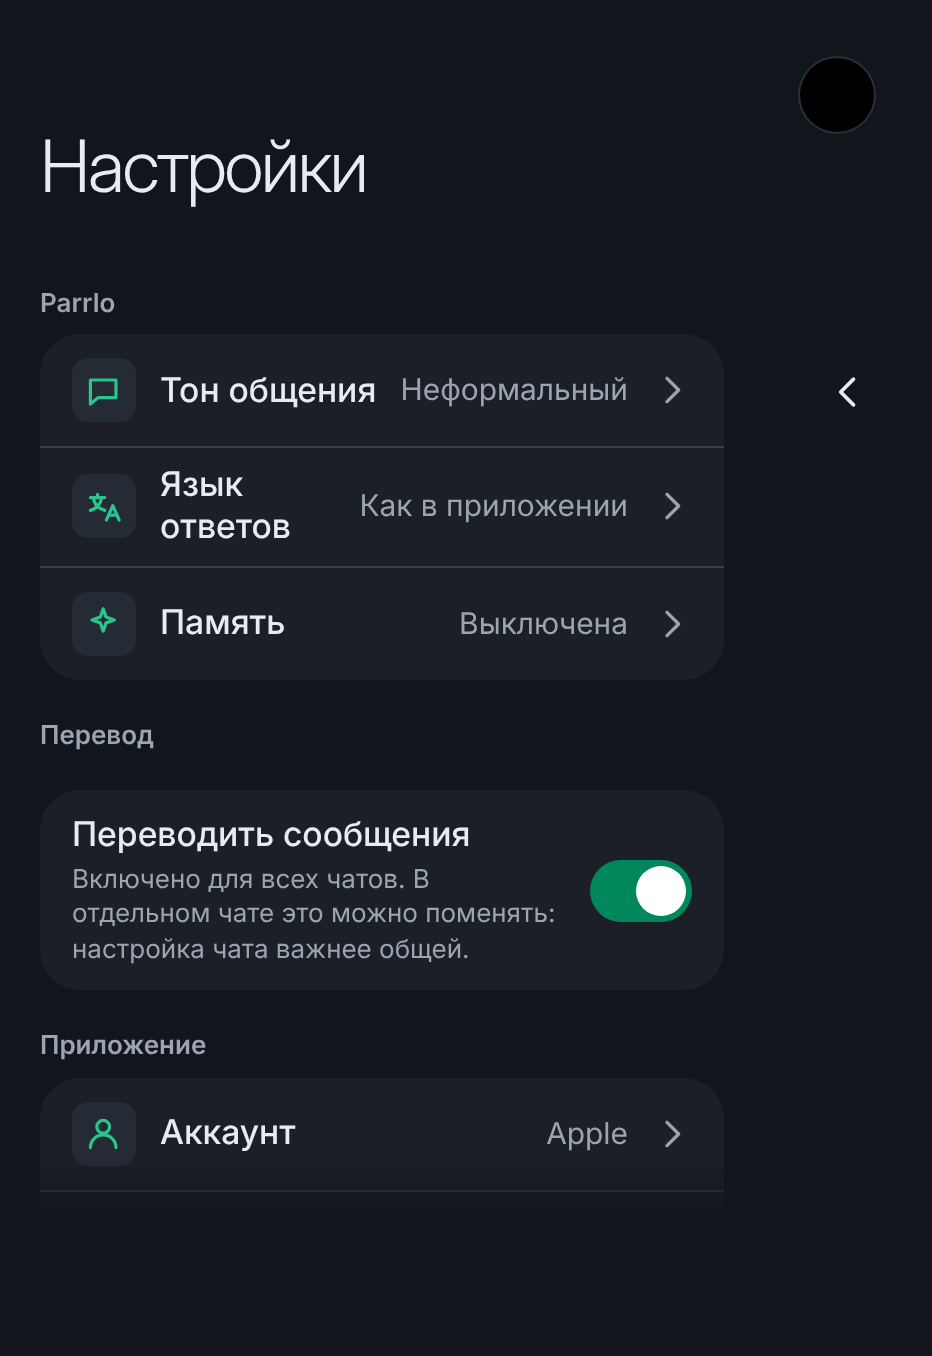 Настройки
Parrlo
Тон общения Неформальный
Язык
ответов
Как в приложении
Память Выключена
Перевод
Переводить сообщения
Включено для всех чатов. В
отдельном чате это можно поменять:
настройка чата важнее общей.
Приложение
Аккаунт Apple